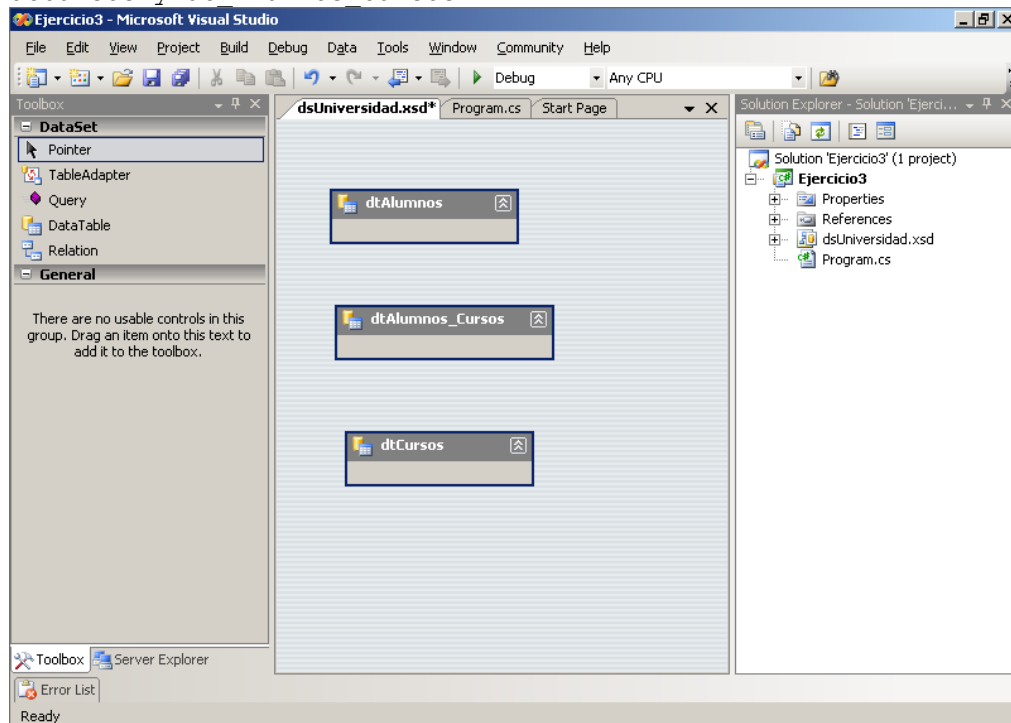 Ejercicio3 - Microsoft Visual Studio
File Edit View Project Build Debug Data Tools Window Community Help
Debug Any CPU
Toolbox
DataSet
Pointer
TableAdapter
Query
DataTable
Relation
General
There are no usable controls in this
group. Drag an item onto this text to
add it to the toolbox.
Toolbox Server Explorer
dsUniversidad.xsd* Program.cs Start Page
dtAlumnos
dtAlumnos_Cursos
dtCursos
Solution Explorer - Solution 'Ejerci...
Solution 'Ejercicio3' (1 project)
Ejercicio3
Properties
References
dsUniversidad.xsd
Program.cs
Error List
Ready